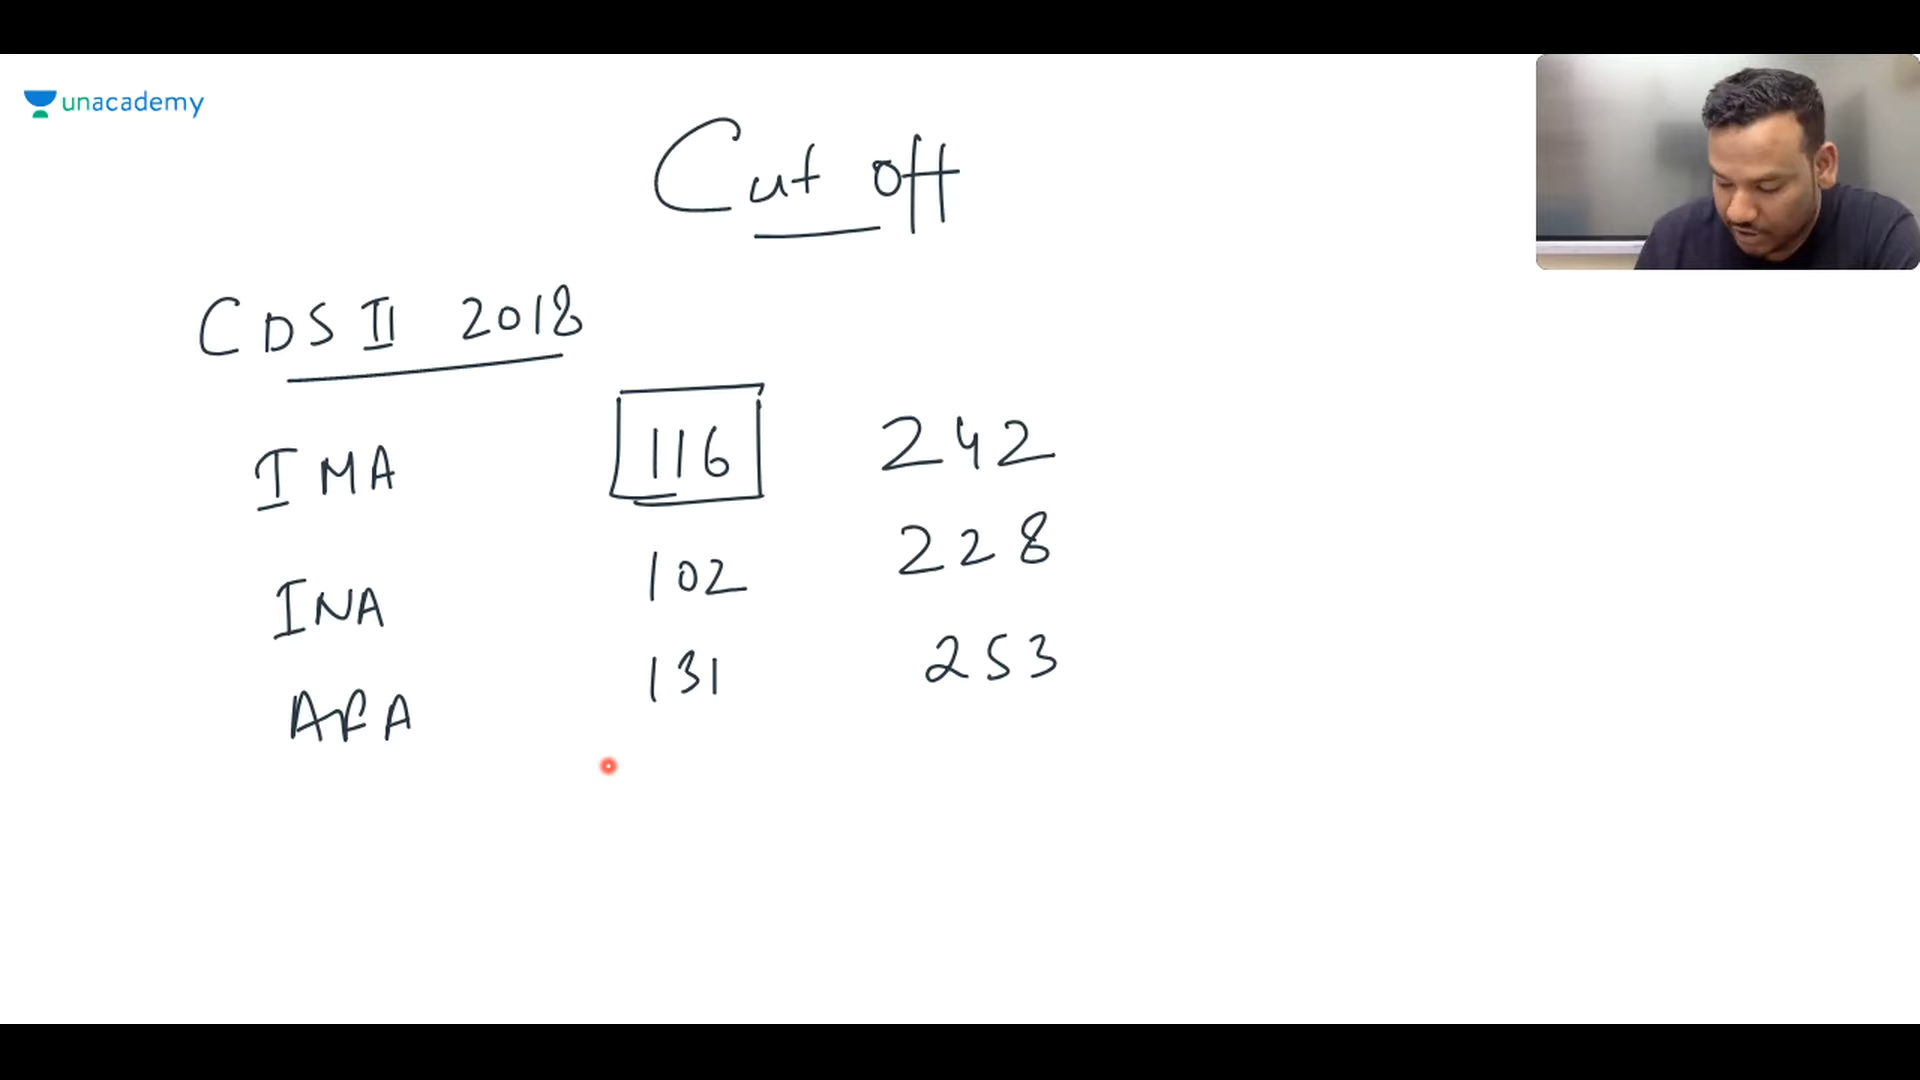 unacademy
Cut off
CDS II 2018
IMA 116 242
INA 102 228
AFA 131 253